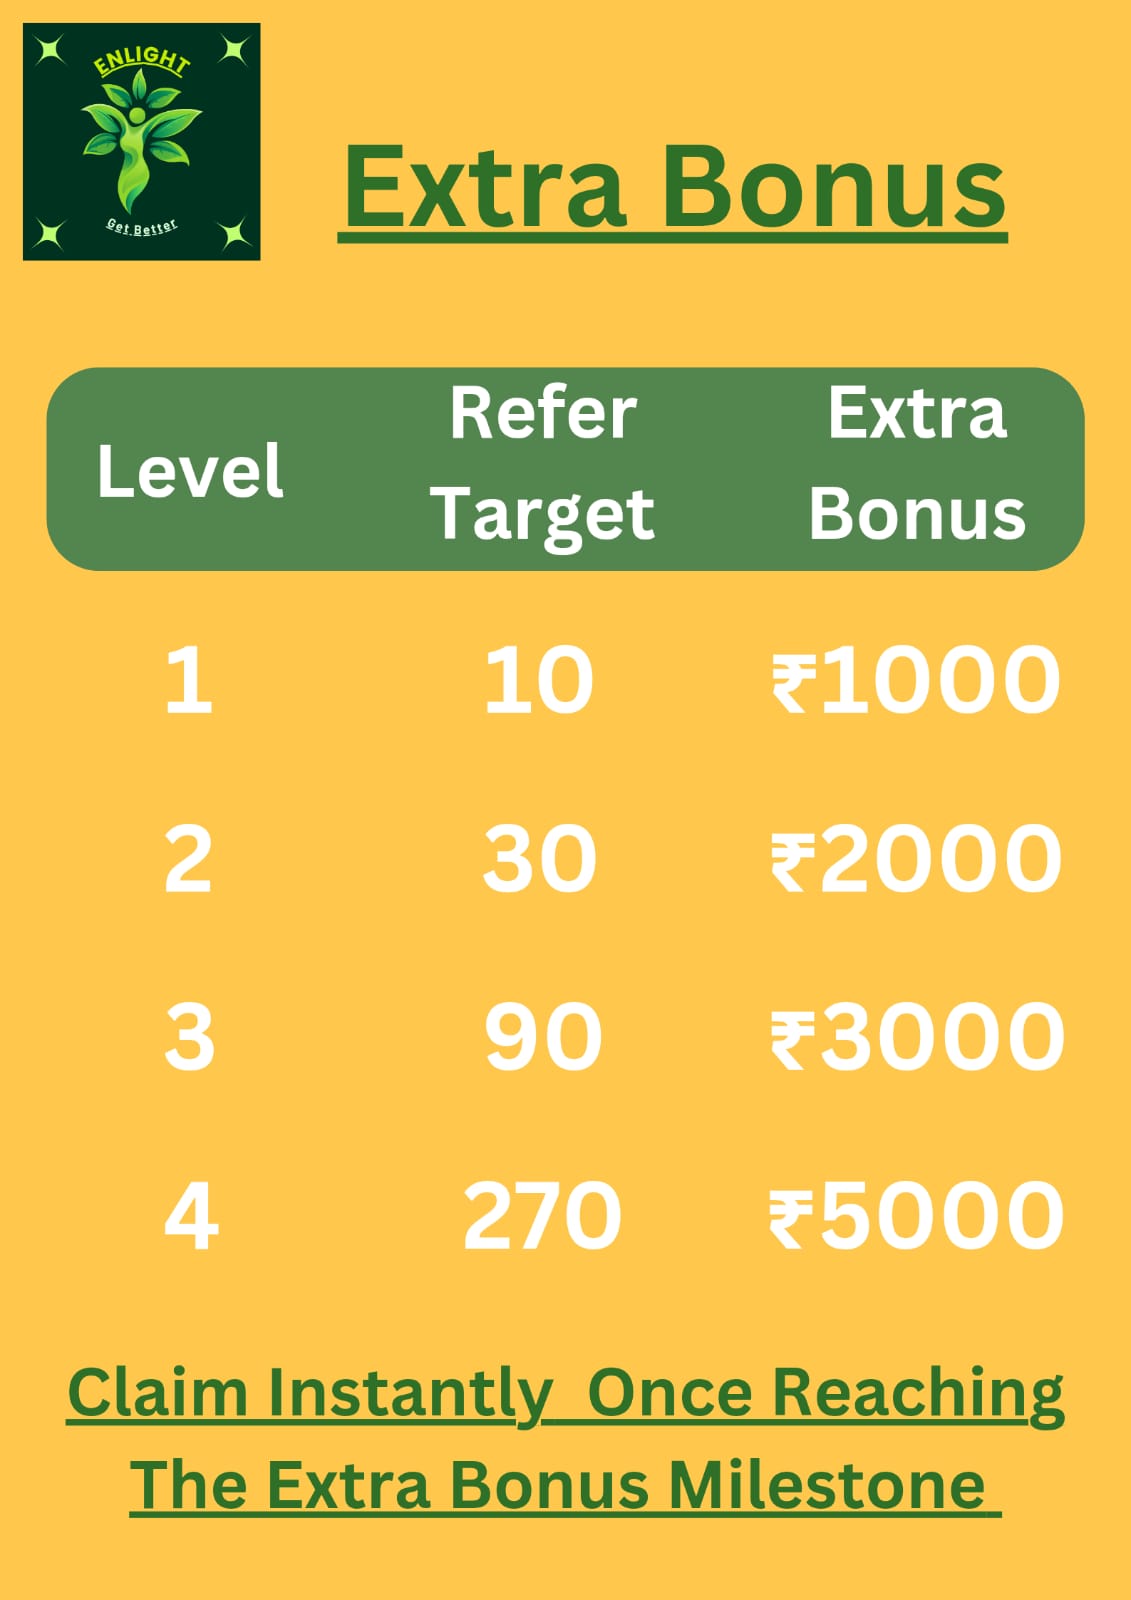 ENLIGHT
Get Better
Extra Bonus
Level Refer Target Extra Bonus
1 10 ₹1000
2 30 ₹2000
3 90 ₹3000
4 270 ₹5000
Claim Instantly Once Reaching
The Extra Bonus Milestone